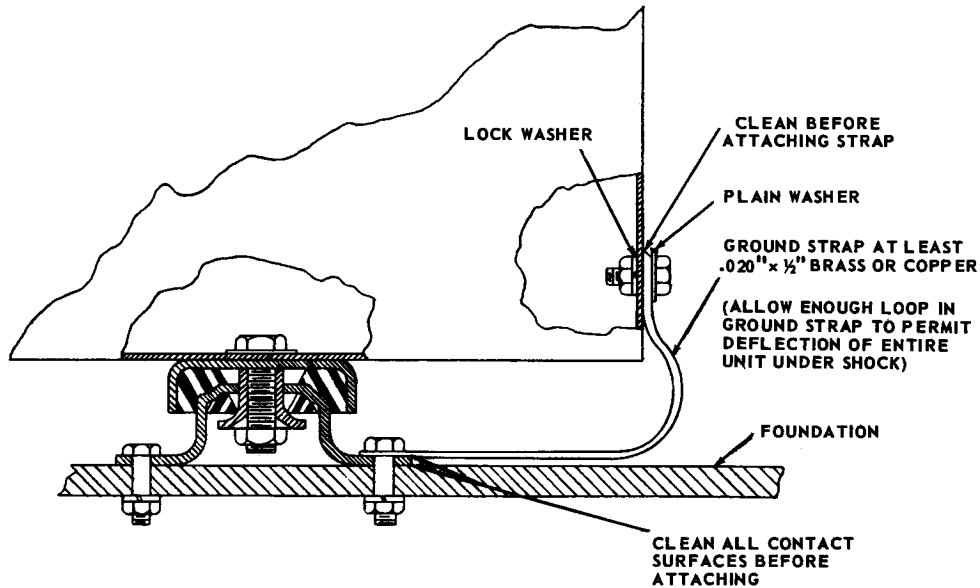 LOCK WASHER
CLEAN BEFORE
ATTACHING STRAP
PLAIN WASHER
GROUND STRAP AT LEAST
.020" x ½" BRASS OR COPPER
(ALLOW ENOUGH LOOP IN
GROUND STRAP TO PERMIT
DEFLECTION OF ENTIRE
UNIT UNDER SHOCK)
FOUNDATION
CLEAN ALL CONTACT
SURFACES BEFORE
ATTACHING